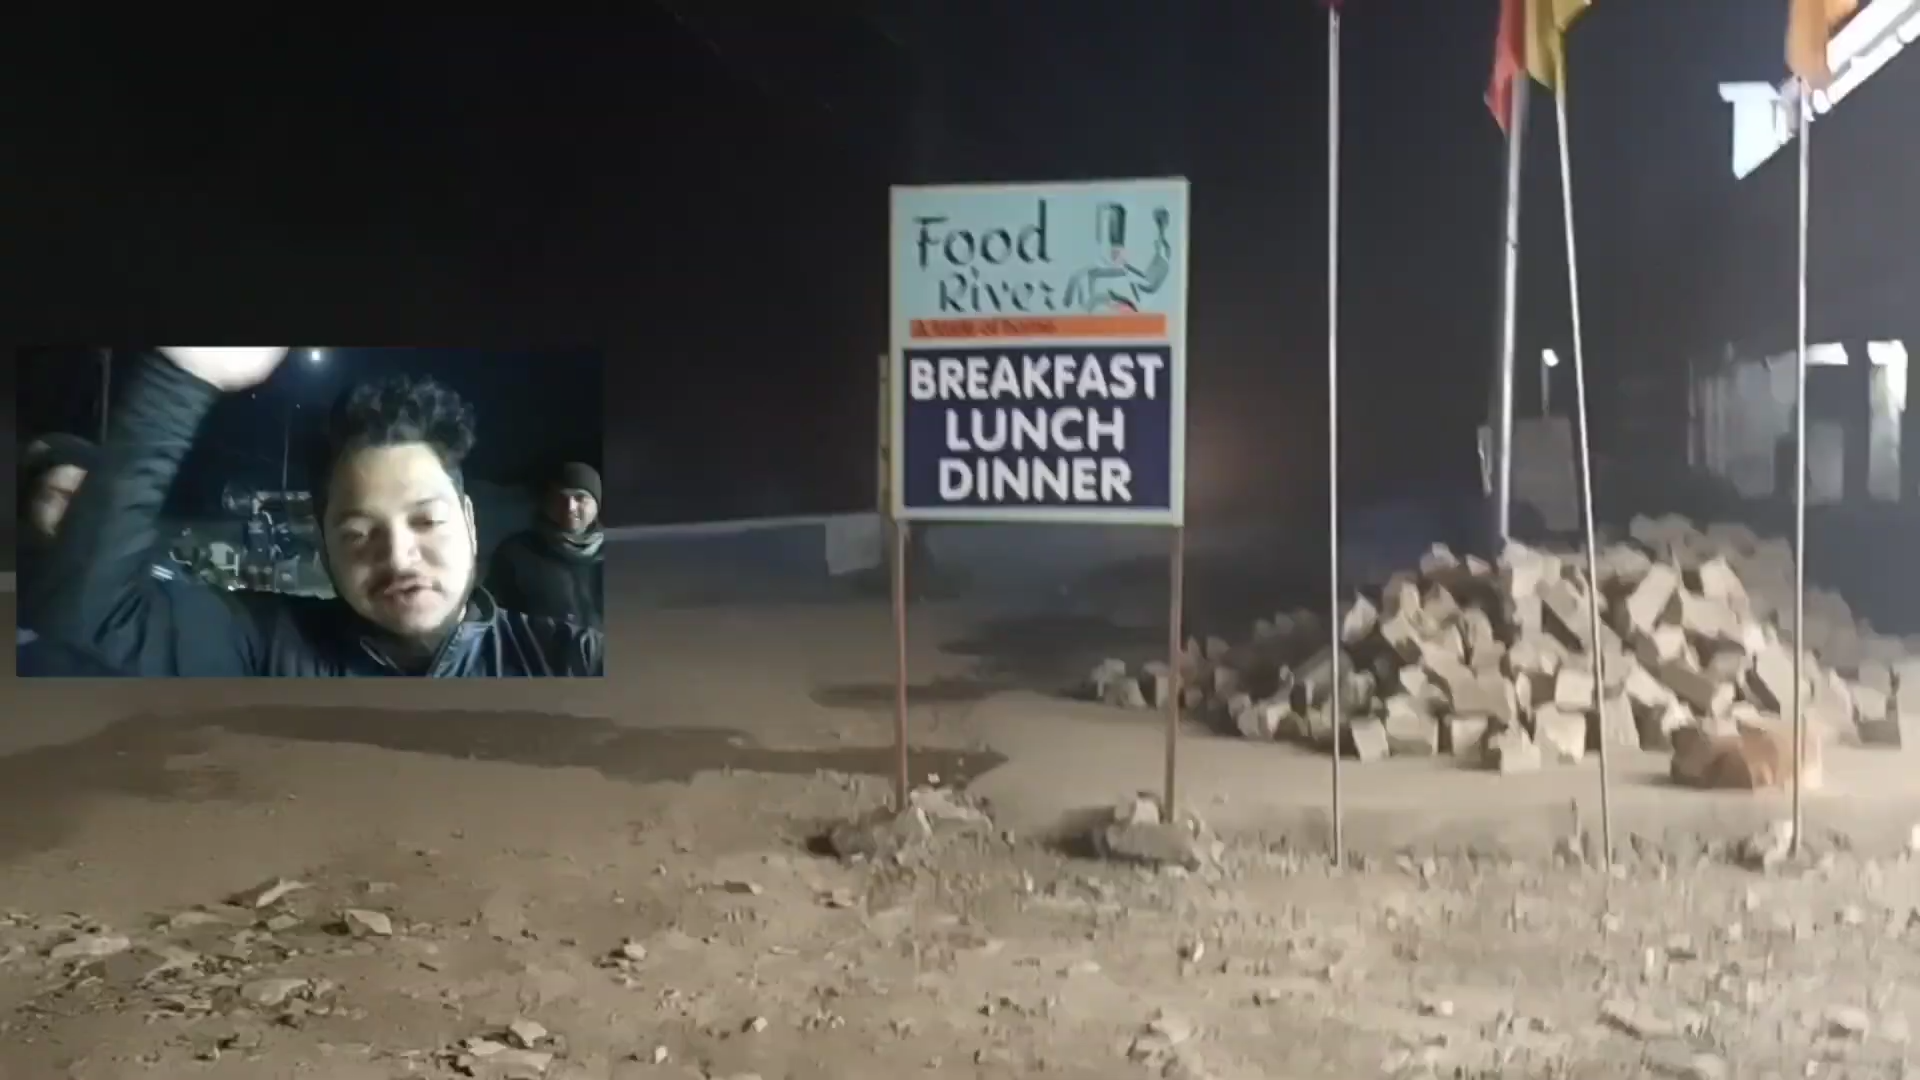 Food
River
A taste of home
BREAKFAST
LUNCH
DINNER